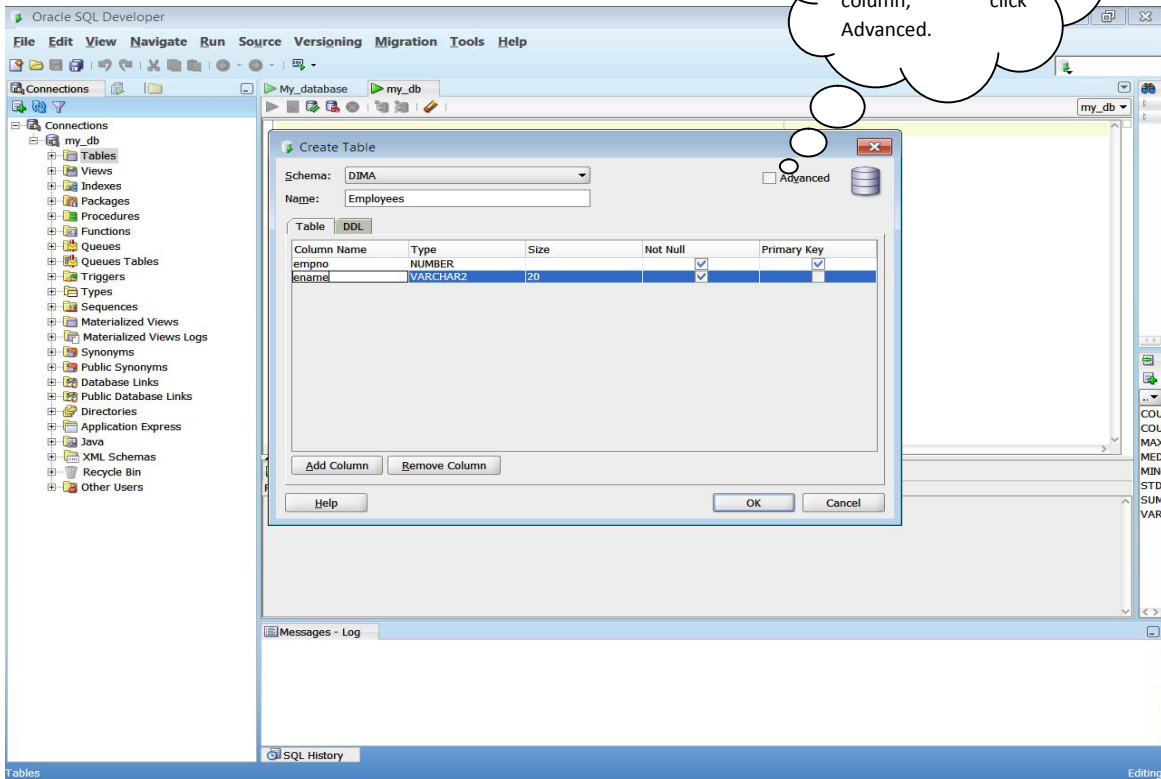 column, click
Advanced.
Oracle SQL Developer
File Edit View Navigate Run Source Versioning Migration Tools Help
Connections
My_database
my_db
my_db
Connections
my_db
Tables
Views
Indexes
Packages
Procedures
Functions
Queues
Queues Tables
Triggers
Types
Sequences
Materialized Views
Materialized Views Logs
Synonyms
Public Synonyms
Database Links
Public Database Links
Directories
Application Express
Java
XML Schemas
Recycle Bin
Other Users
Create Table
Schema: DIMA
Advanced
Name: Employees
Table DDL
Column Name Type Size Not Null Primary Key
empno NUMBER
ename VARCHAR2 20
Add Column Remove Column
Help OK Cancel
COU
COU
MAX
MED
MIN
STD
SUM
VAR
Messages - Log
SQL History
Tables
Editing